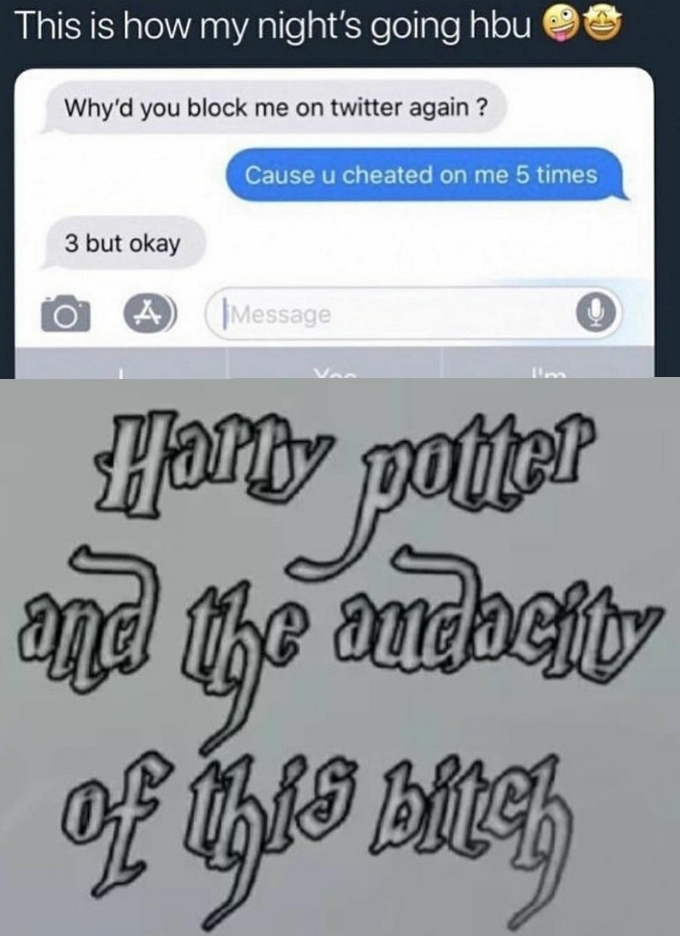 This is how my night's going hbu 🤪🤩
Why'd you block me on twitter again ?
Cause u cheated on me 5 times
3 but okay
Message
I'm
Harry potter
and the audacity
of this bitch